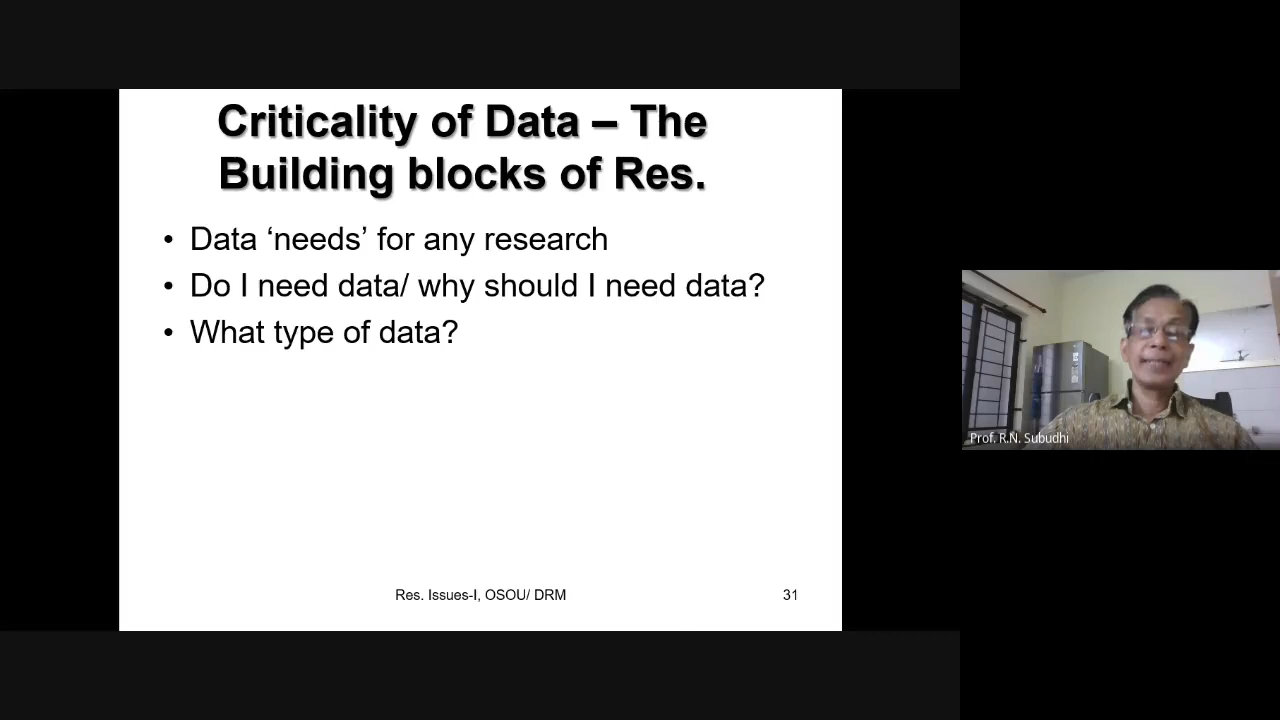 Criticality of Data – The
Building blocks of Res.
• Data ‘needs’ for any research
• Do I need data/ why should I need data?
• What type of data?
Res. Issues-I, OSOU/ DRM
31
Prof. R.N. Subudhi